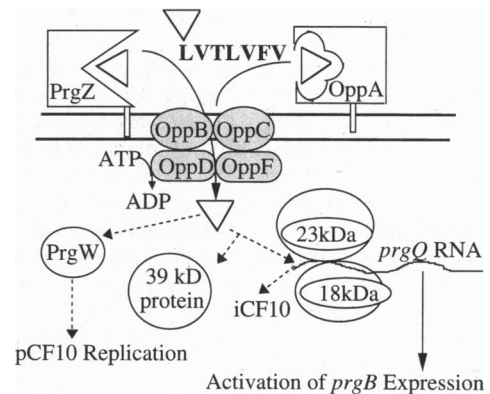 LVTLVFV
PrgZ
OppA
OppB
OppC
ATP
OppD
OppF
ADP
PrgW
23kDa
prgQ RNA
39 kD
protein
iCF10
18kDa
pCF10 Replication
Activation of prgB Expression